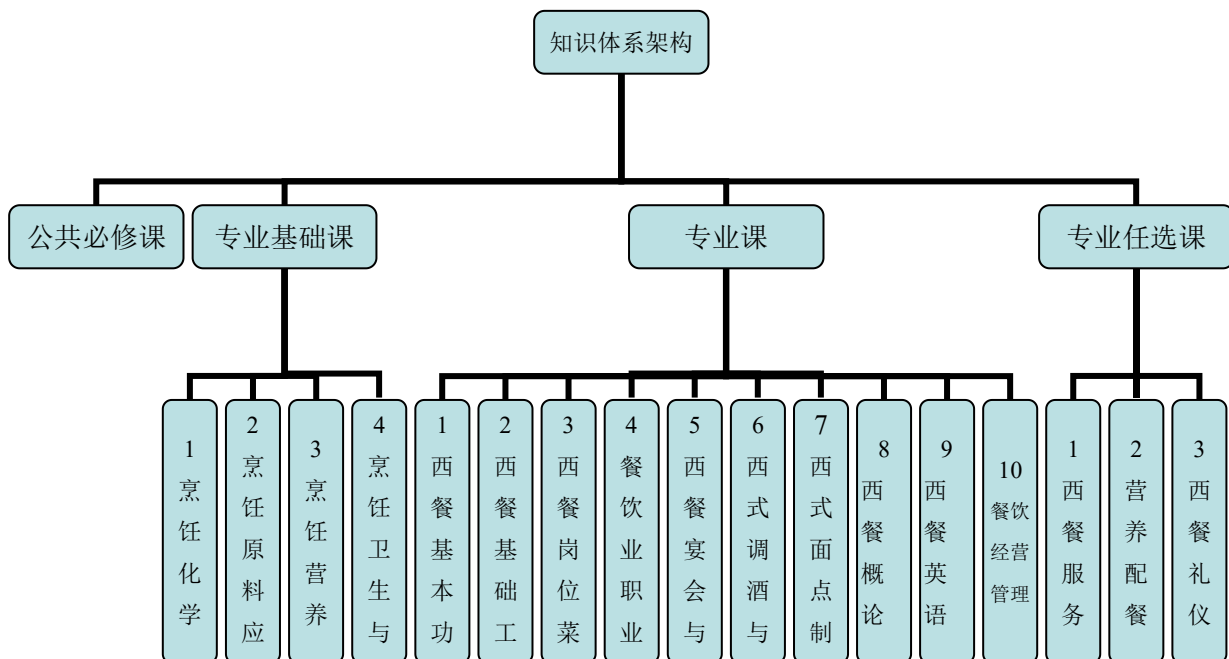 知识体系架构
公共必修课
专业基础课
专业课
专业任选课
1烹饪化学
2烹饪原料应
3烹饪营养
4烹饪卫生与
1西餐基本功
2西餐基础工
3西餐岗位菜
4餐饮业职业
5西餐宴会与
6西式调酒与
7西式面点制
8西餐概论
9西餐英语
10
餐饮
经营
管理
1西餐服务
2营养配餐
3西餐礼仪